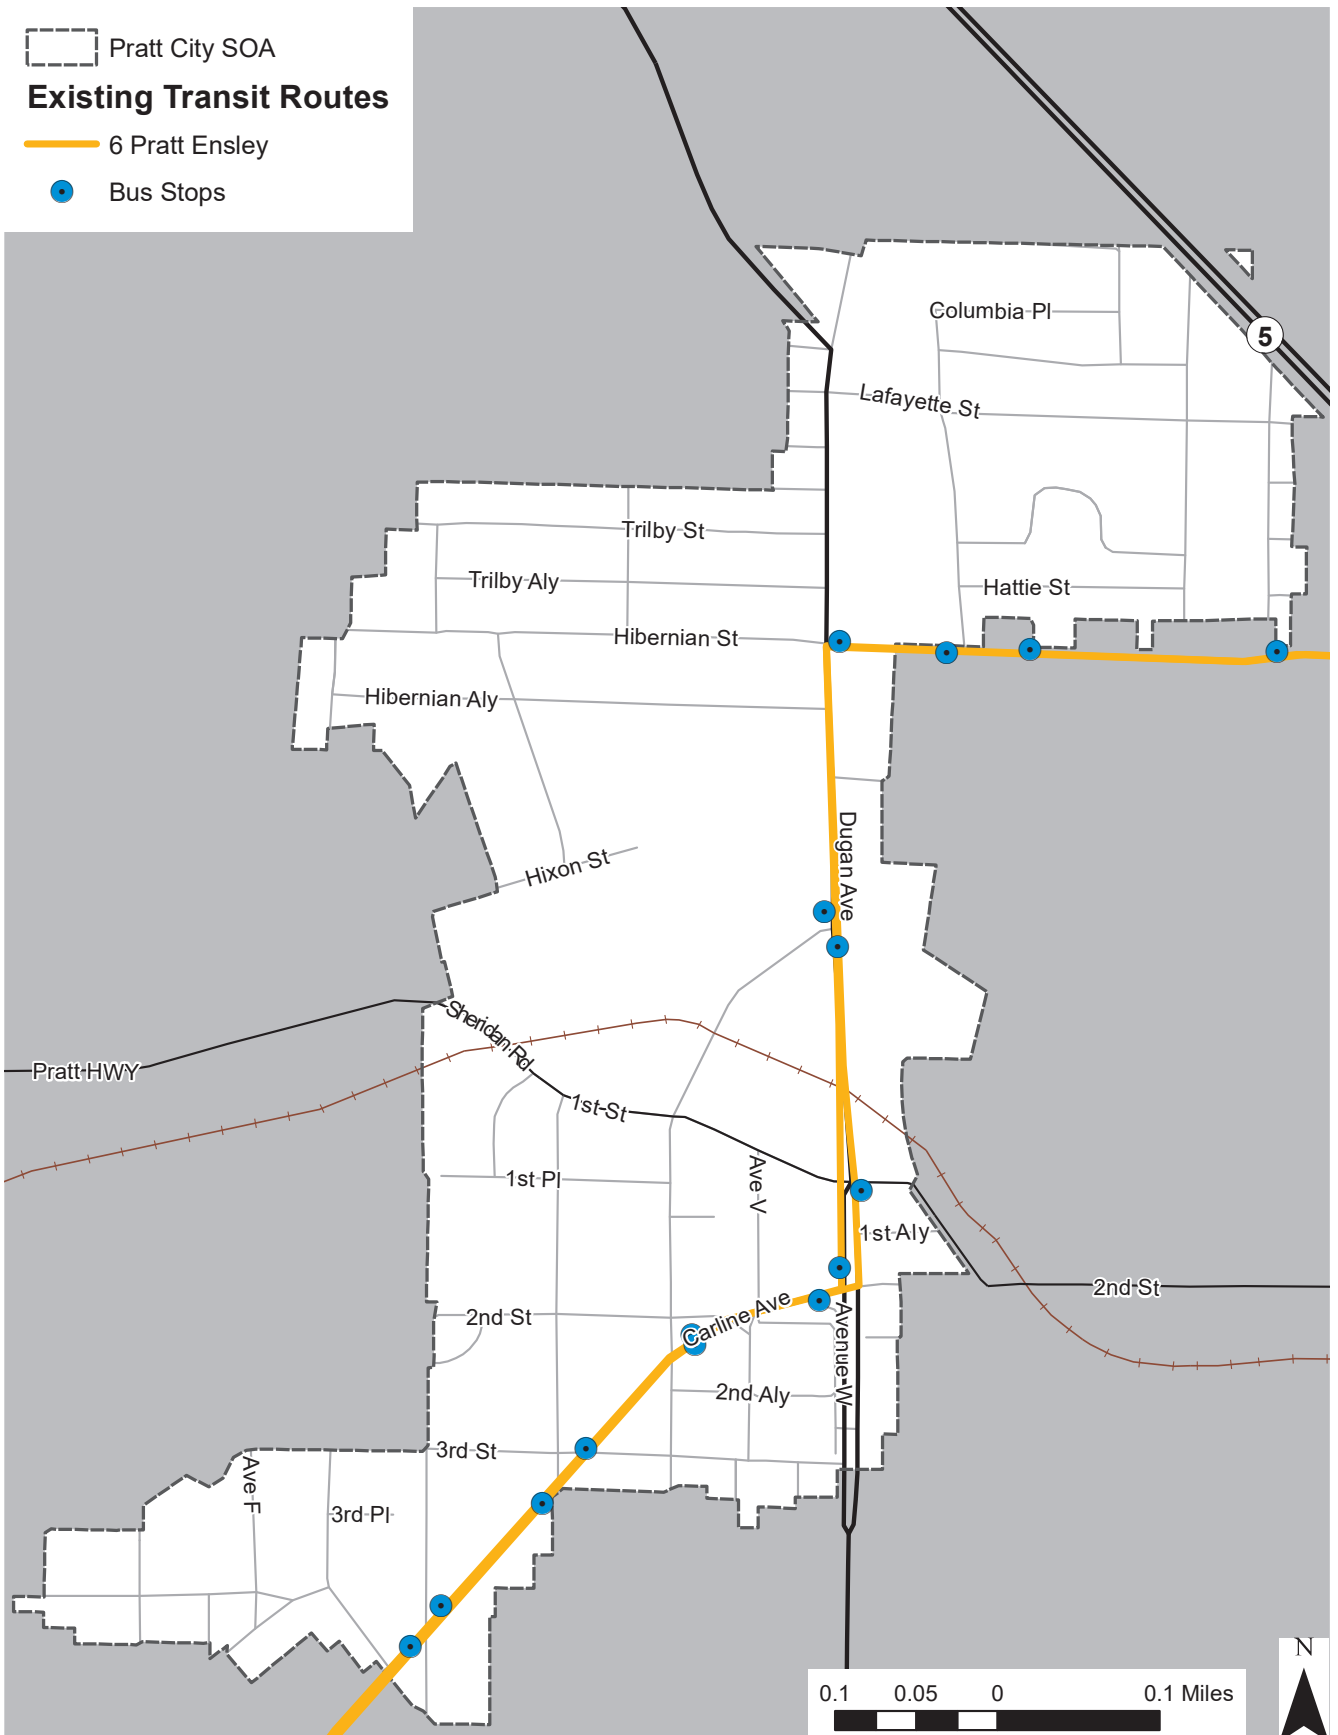 Pratt City SOA
Existing Transit Routes
6 Pratt Ensley
Bus Stops
Columbia Pl
5
Lafayette St
Trilby St
Trilby Aly
Hattie St
Hibernian St
Hibernian Aly
Dugan Ave
Hixon St
Sheridan Rd
Pratt HWY
1st St
1st Pl
Ave V
1st Aly
2nd St
2nd St
Carline Ave
Avenue W
2nd Aly
3rd St
Ave F
3rd Pl
N
0.1 0.05 0 0.1 Miles